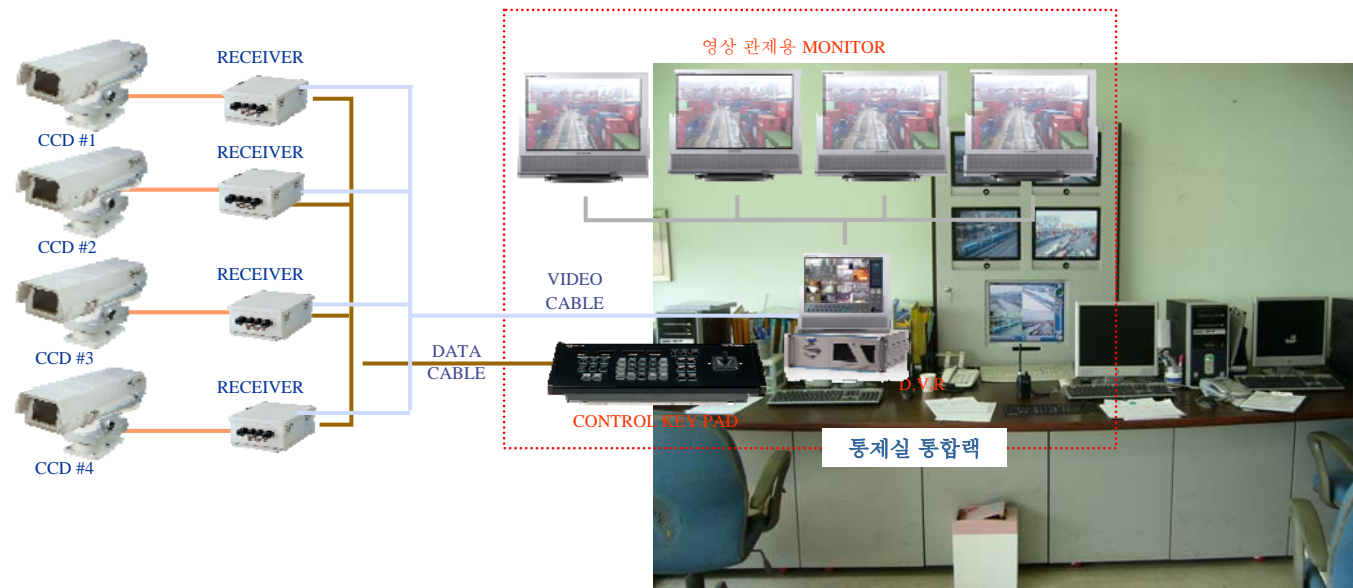 영상 관제용 MONITOR
RECEIVER
CCD #1
RECEIVER
CCD #2
RECEIVER
CCD #3
RECEIVER
CCD #4
VIDEO
CABLE
DATA
CABLE
CONTROL KEY PAD
D.V.R
통제실 통합랙